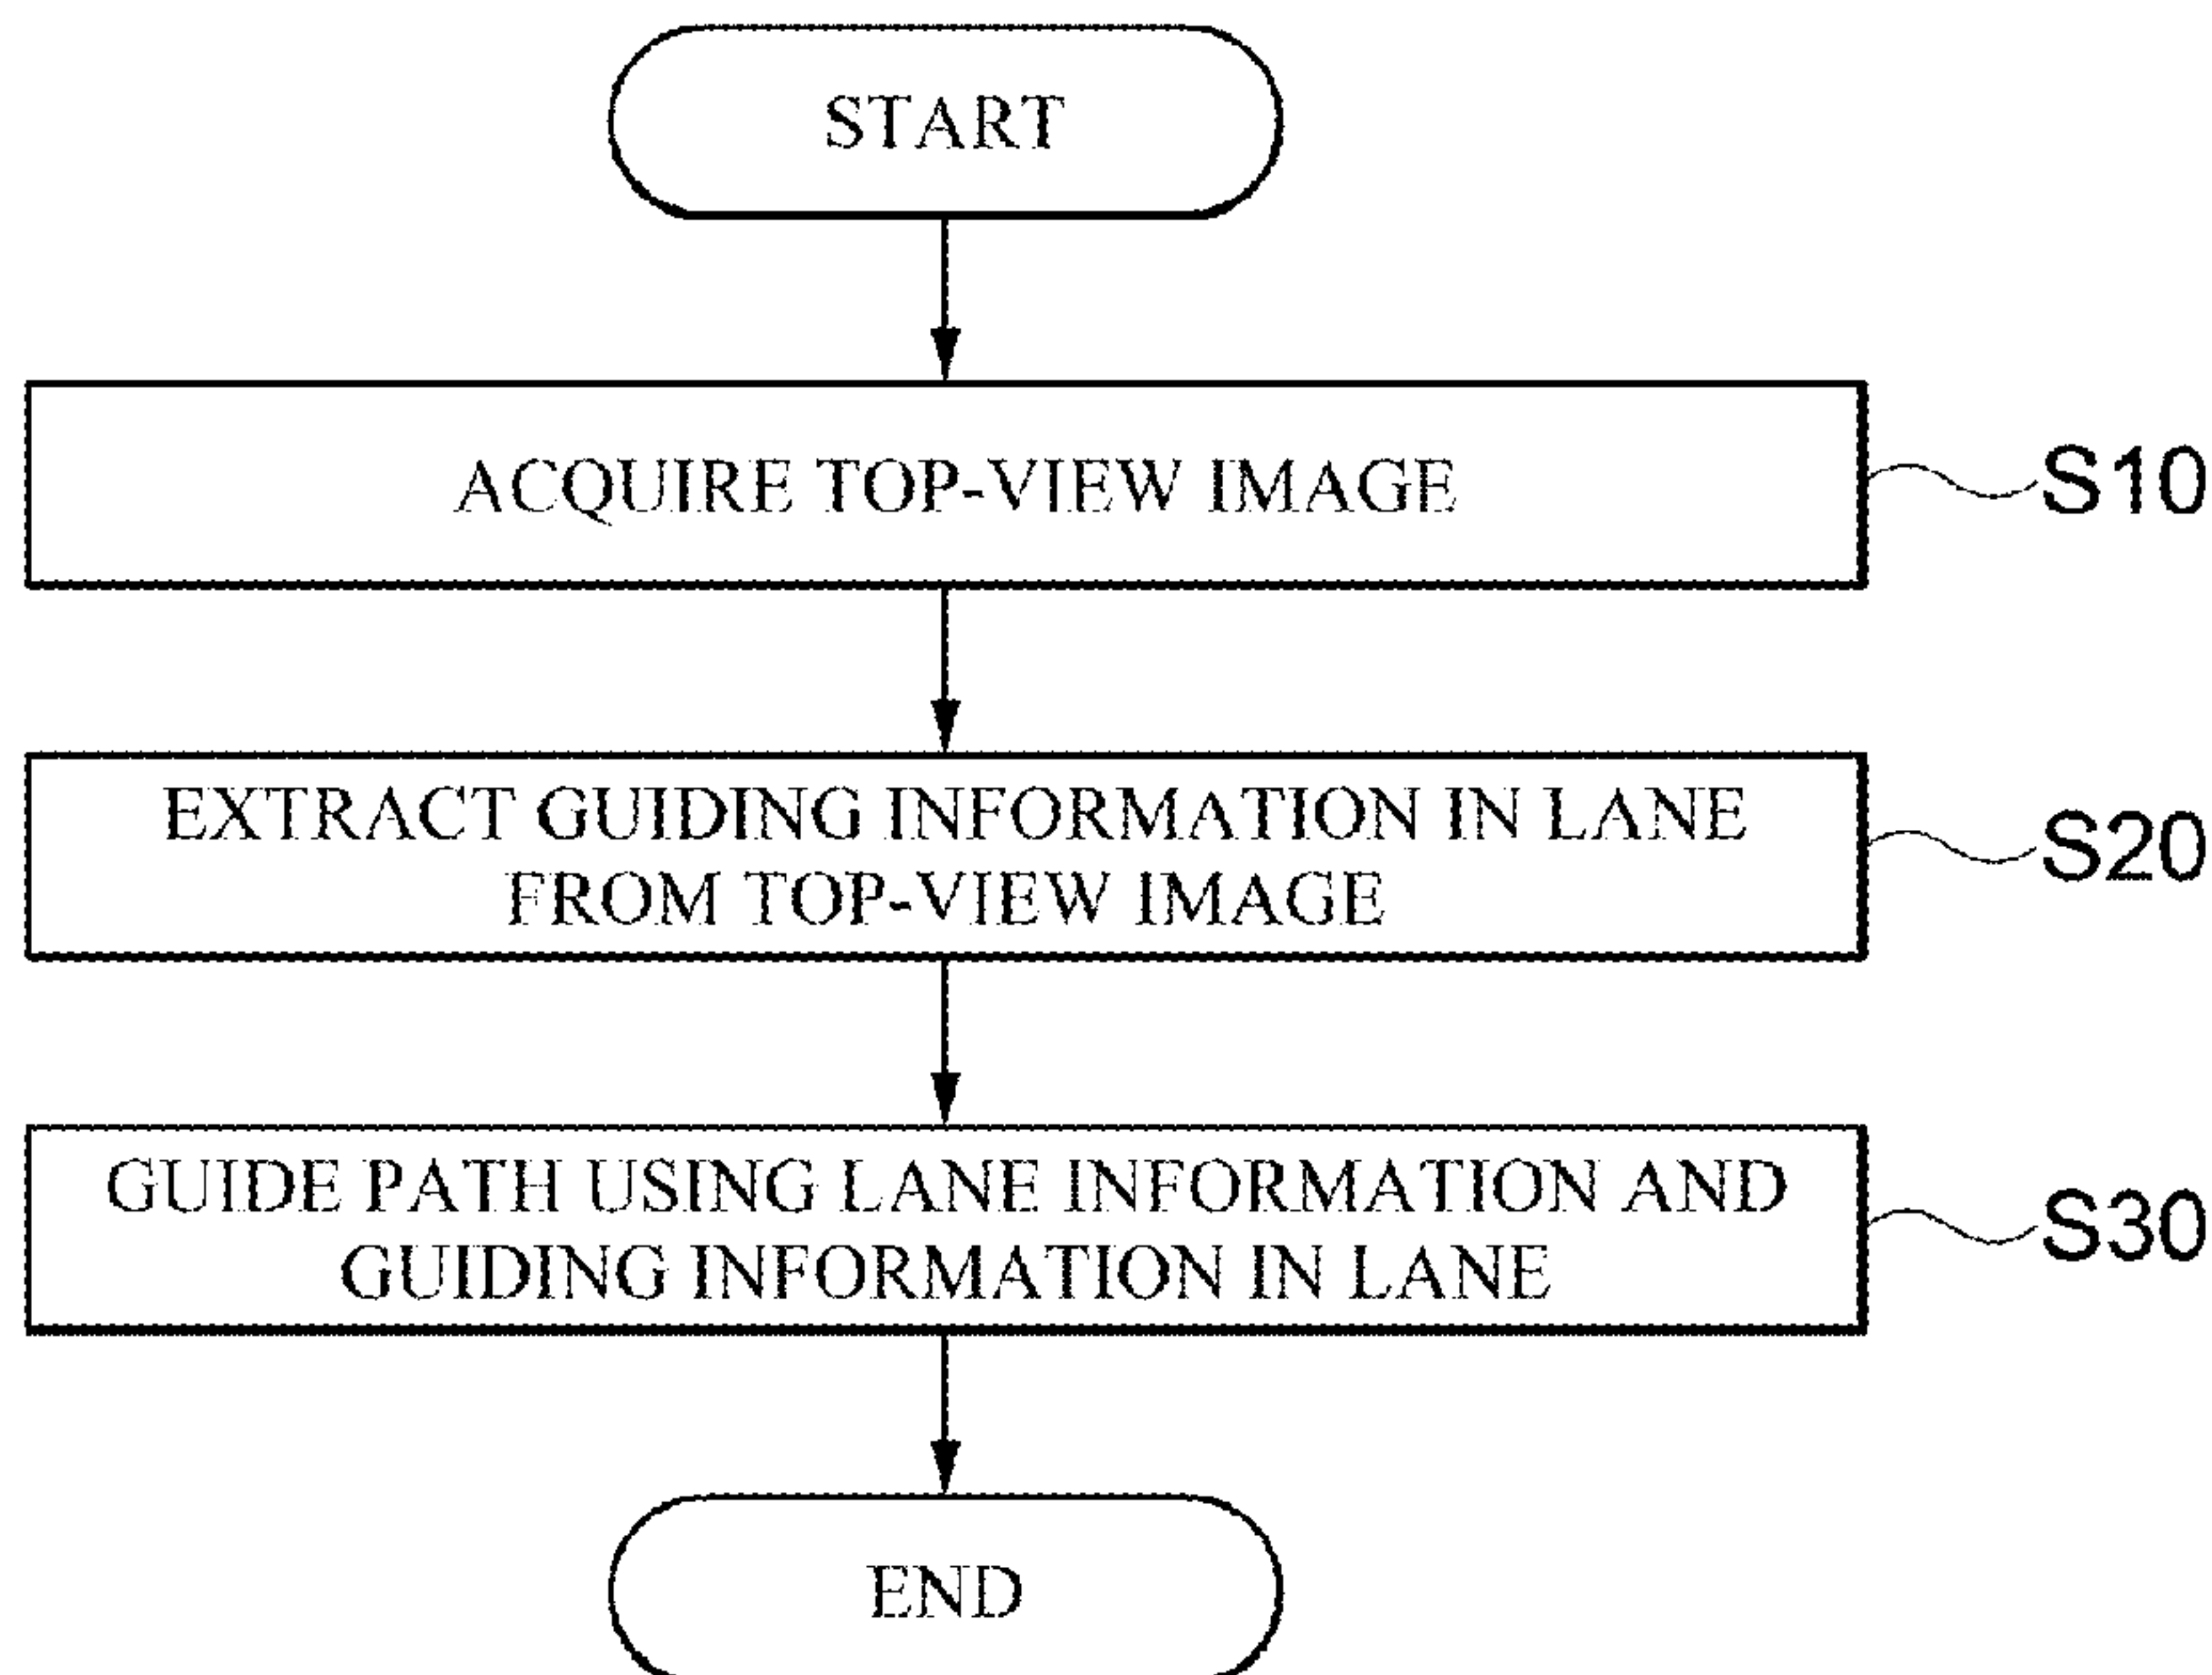 START
ACQUIRE TOP-VIEW IMAGE
S10
EXTRACT GUIDING INFORMATION IN LANE
FROM TOP-VIEW IMAGE
S20
GUIDE PATH USING LANE INFORMATION AND
GUIDING INFORMATION IN LANE
S30
END